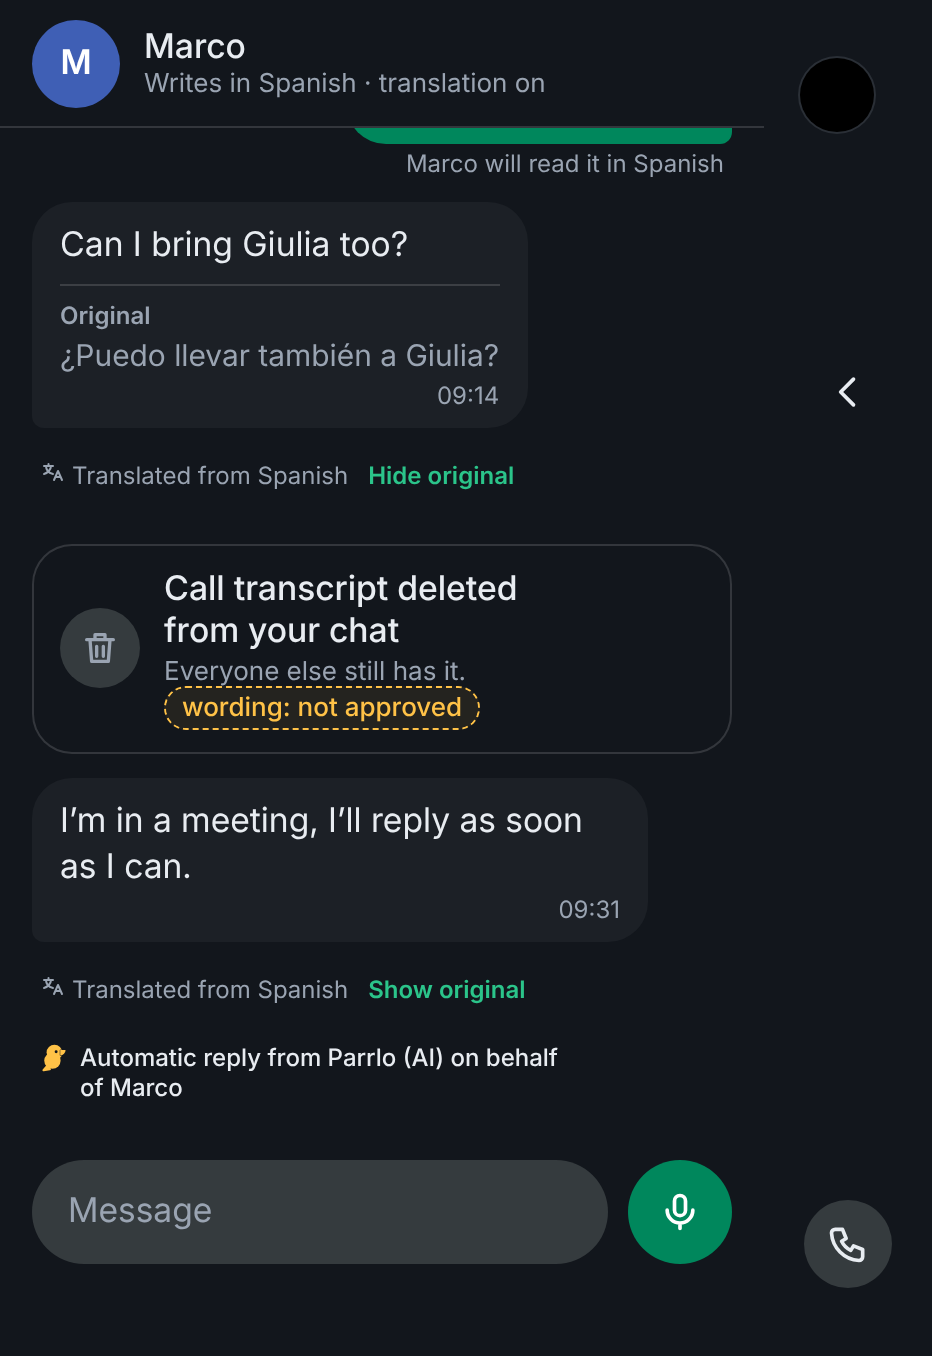 M
Marco
Writes in Spanish · translation on
Marco will read it in Spanish
Can I bring Giulia too?
Original
¿Puedo llevar también a Giulia?
09:14
Translated from Spanish Hide original
Call transcript deleted
from your chat
Everyone else still has it.
wording: not approved
I’m in a meeting, I’ll reply as soon
as I can.
09:31
Translated from Spanish Show original
Automatic reply from Parrlo (AI) on behalf
of Marco
Message